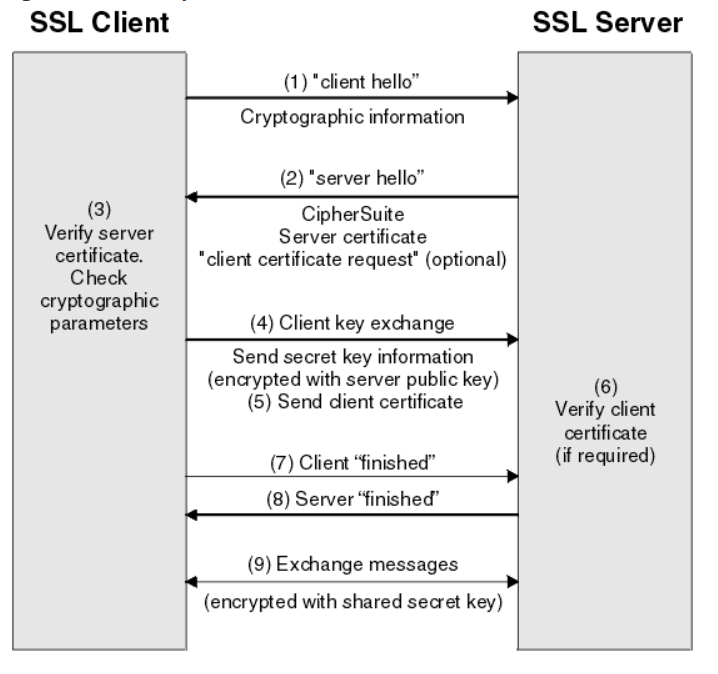 SSL Client
SSL Server
(1) "client hello”
Cryptographic information
(2) "server hello”
CipherSuite
Server certificate
"client certificate request" (optional)
(3)
Verify server
certificate.
Check
cryptographic
parameters
(4) Client key exchange
Send secret key information
(encrypted with server public key)
(5) Send client certificate
(6)
Verify client
certificate
(if required)
(7) Client “finished”
(8) Server “finished”
(9) Exchange messages
(encrypted with shared secret key)